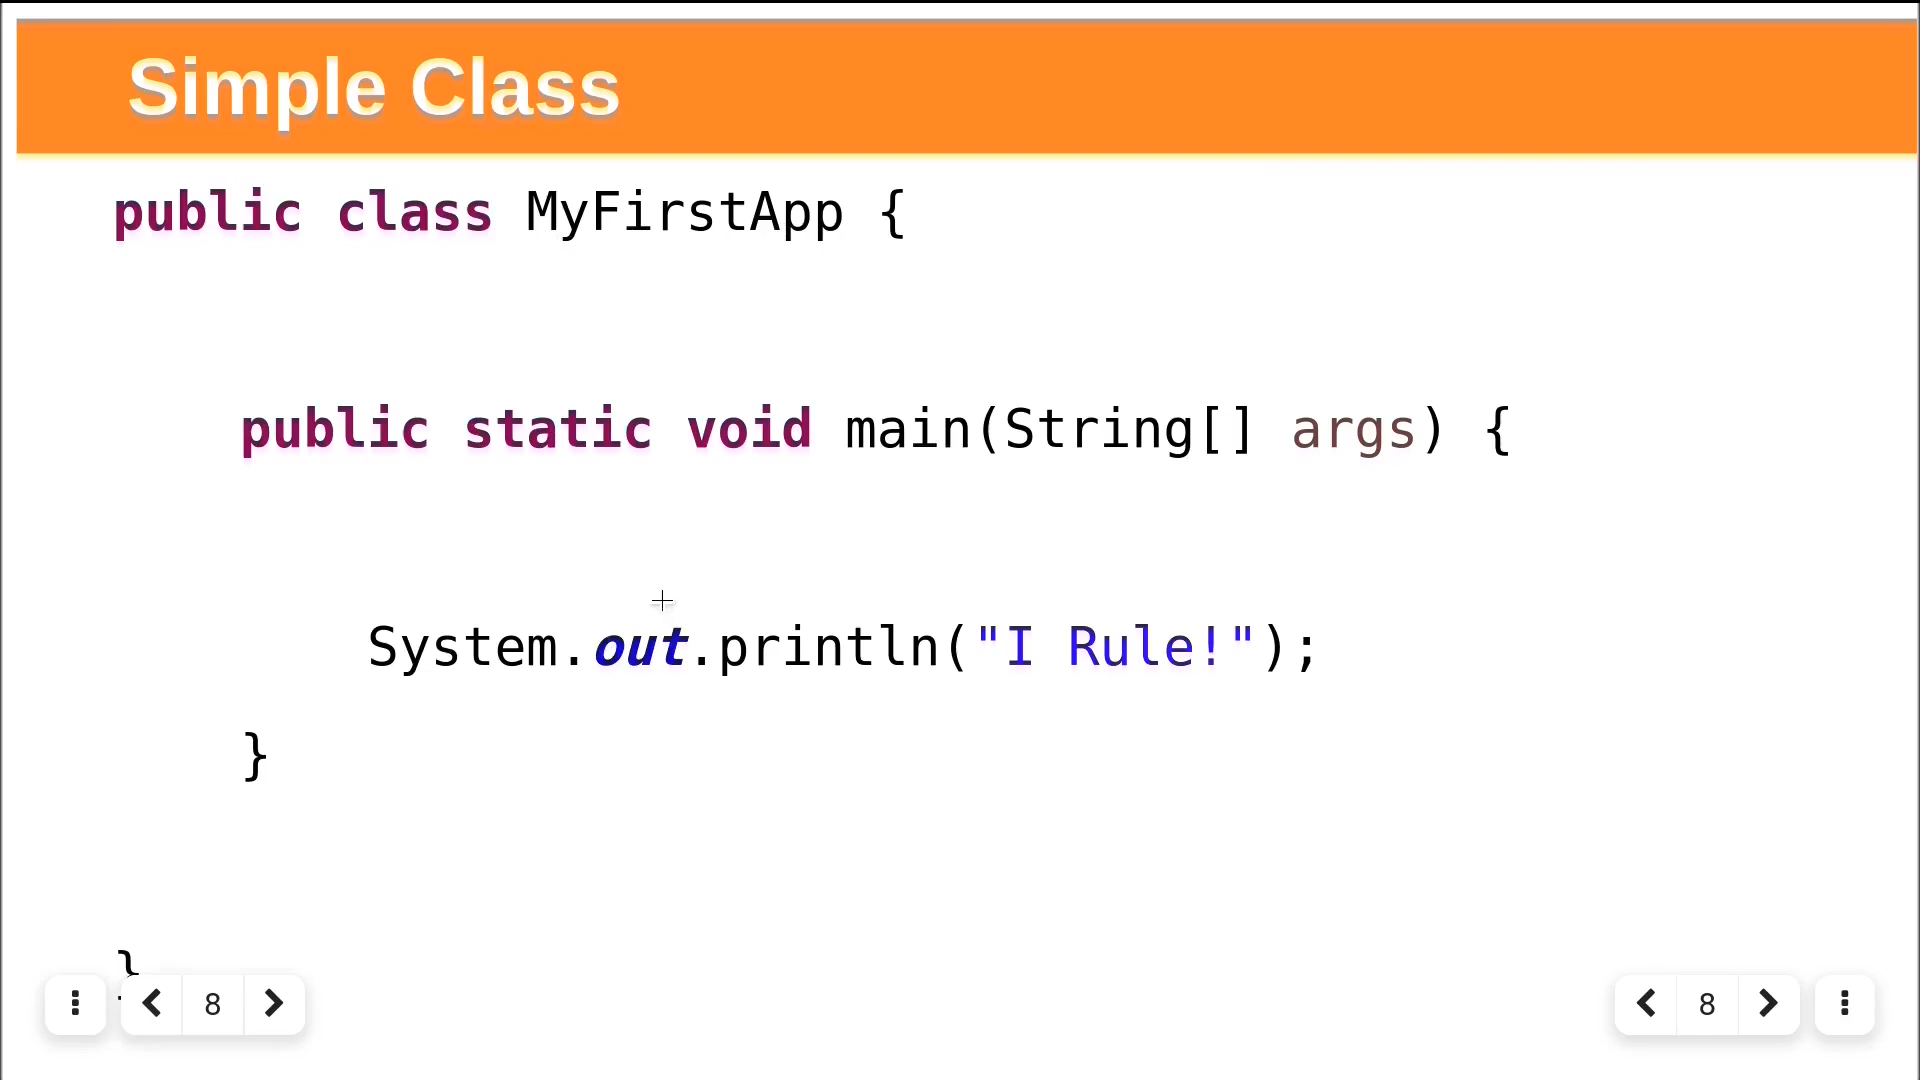 Simple Class
public class MyFirstApp {
public static void main(String[] args) {
System.out.println("I Rule!");
}
}
8
8